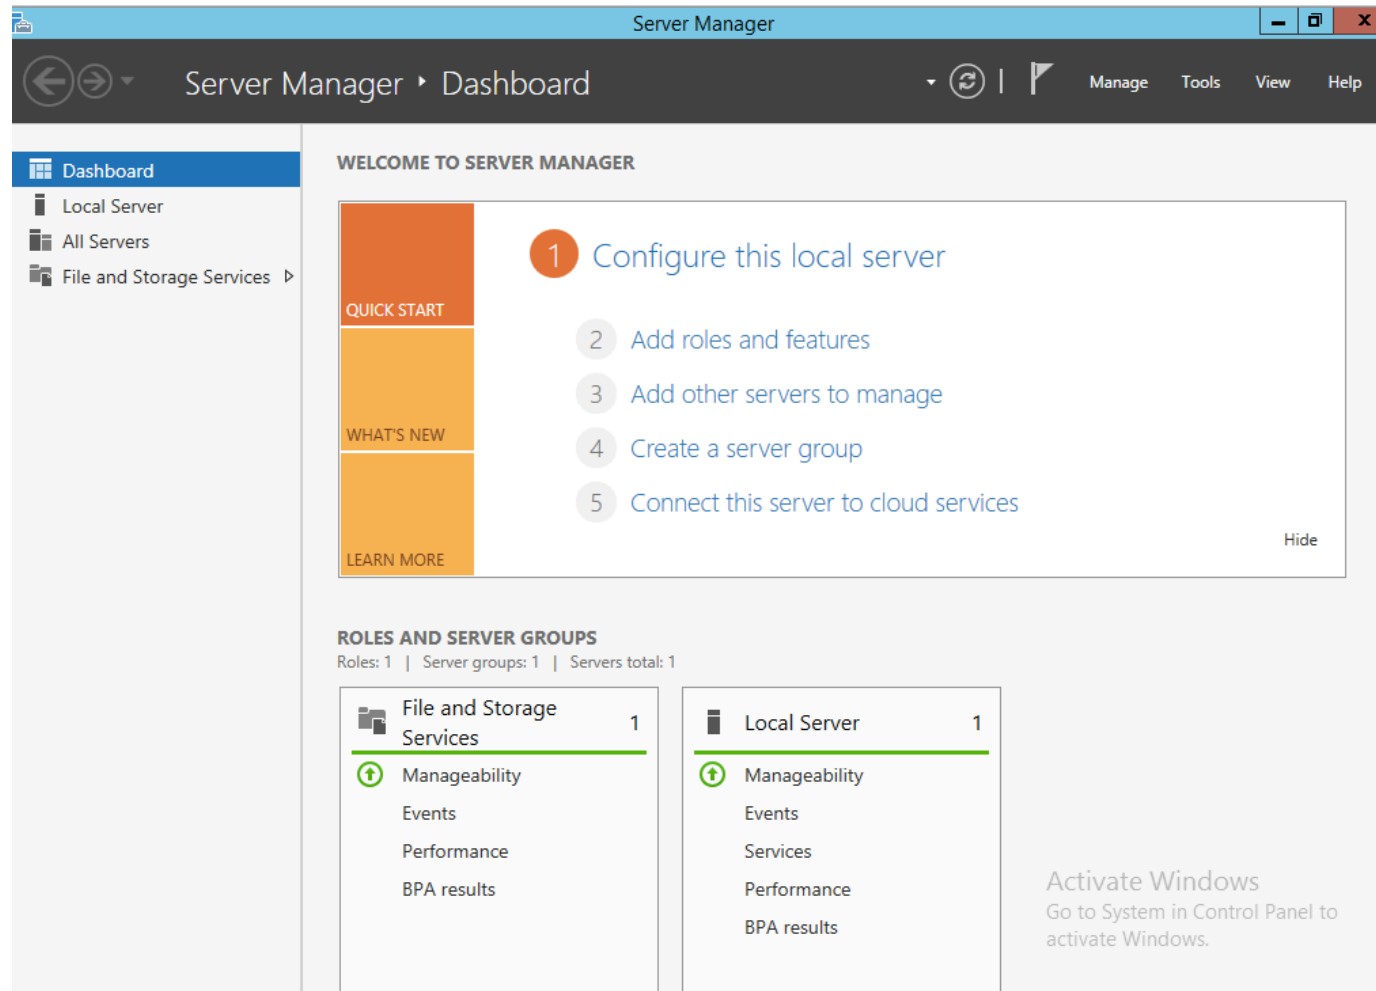 Server Manager
Server Manager ‣ Dashboard
Manage Tools View Help
Dashboard
Local Server
All Servers
File and Storage Services
WELCOME TO SERVER MANAGER
QUICK START
WHAT'S NEW
LEARN MORE
1 Configure this local server
2 Add roles and features
3 Add other servers to manage
4 Create a server group
5 Connect this server to cloud services
Hide
ROLES AND SERVER GROUPS
Roles: 1 | Server groups: 1 | Servers total: 1
File and Storage
Services 1
Manageability
Events
Performance
BPA results
Local Server 1
Manageability
Events
Services
Performance
BPA results
Activate Windows
Go to System in Control Panel to
activate Windows.